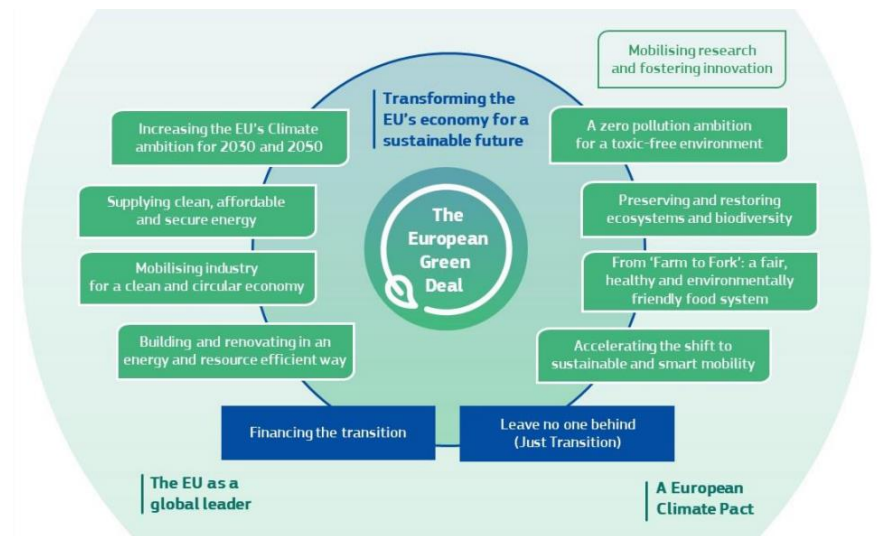 Mobilising research
and fostering innovation
Transforming the
EU's economy for a
sustainable future
Increasing the EU's Climate
ambition for 2030 and 2050
A zero pollution ambition
for a toxic-free environment
Supplying clean, affordable
and secure energy
The
European
Green
Deal
Preserving and restoring
ecosystems and biodiversity
Mobilising industry
for a clean and circular economy
From ‘Farm to Fork’: a fair,
healthy and environmentally
friendly food system
Building and renovating in an
energy and resource efficient way
Accelerating the shift to
sustainable and smart mobility
Financing the transition
Leave no one behind
(Just Transition)
The EU as a
global leader
A European
Climate Pact